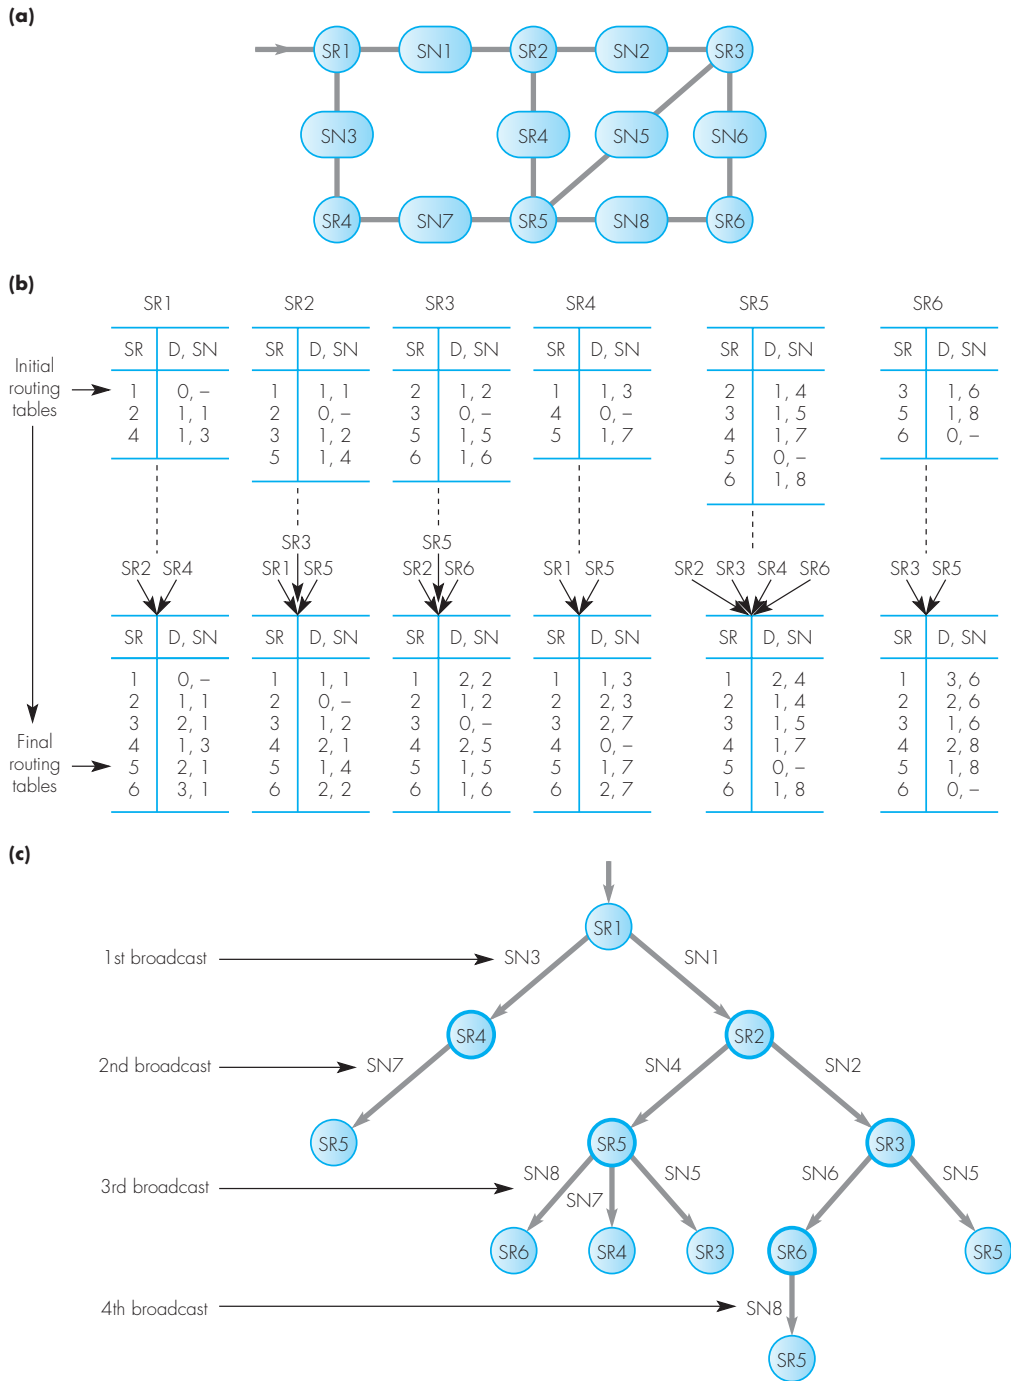 (a)
SR1 SN1 SR2 SN2 SR3
SN3 SR4 SN5 SN6
SR4 SN7 SR5 SN8 SR6
(b)
SR1 SR2 SR3 SR4 SR5 SR6
SR D, SN SR D, SN SR D, SN SR D, SN SR D, SN SR D, SN
Initial
routing
tables
1 0, – 1 1, 1 2 1, 2 1 1, 3 2 1, 4 3 1, 6
2 1, 1 2 0, – 3 0, – 4 0, – 3 1, 5 5 1, 8
4 1, 3 3 1, 2 5 1, 5 5 1, 7 4 1, 7 6 0, –
5 1, 4 6 1, 6 5 0, –
6 1, 8
SR3 SR5
SR2 SR4 SR1 SR5 SR2 SR6 SR1 SR5 SR2 SR3 SR4 SR6 SR3 SR5
SR D, SN SR D, SN SR D, SN SR D, SN SR D, SN SR D, SN
1 0, – 1 1, 1 1 2, 2 1 1, 3 1 2, 4 1 3, 6
2 1, 1 2 0, – 2 1, 2 2 2, 3 2 1, 4 2 2, 6
3 2, 1 3 1, 2 3 0, – 3 2, 7 3 1, 5 3 1, 6
4 1, 3 4 2, 1 4 2, 5 4 0, – 4 1, 7 4 2, 8
5 2, 1 5 1, 4 5 1, 5 5 1, 7 5 0, – 5 1, 8
6 3, 1 6 2, 2 6 1, 6 6 2, 7 6 1, 8 6 0, –
Final
routing
tables
(c)
SR1
1st broadcast SN3 SN1
SR4 SR2
2nd broadcast SN7 SN4 SN2
SR5 SR5 SR3
3rd broadcast SN8 SN7 SN5 SN6 SN5
SR6 SR4 SR3 SR6 SR5
4th broadcast SN8
SR5